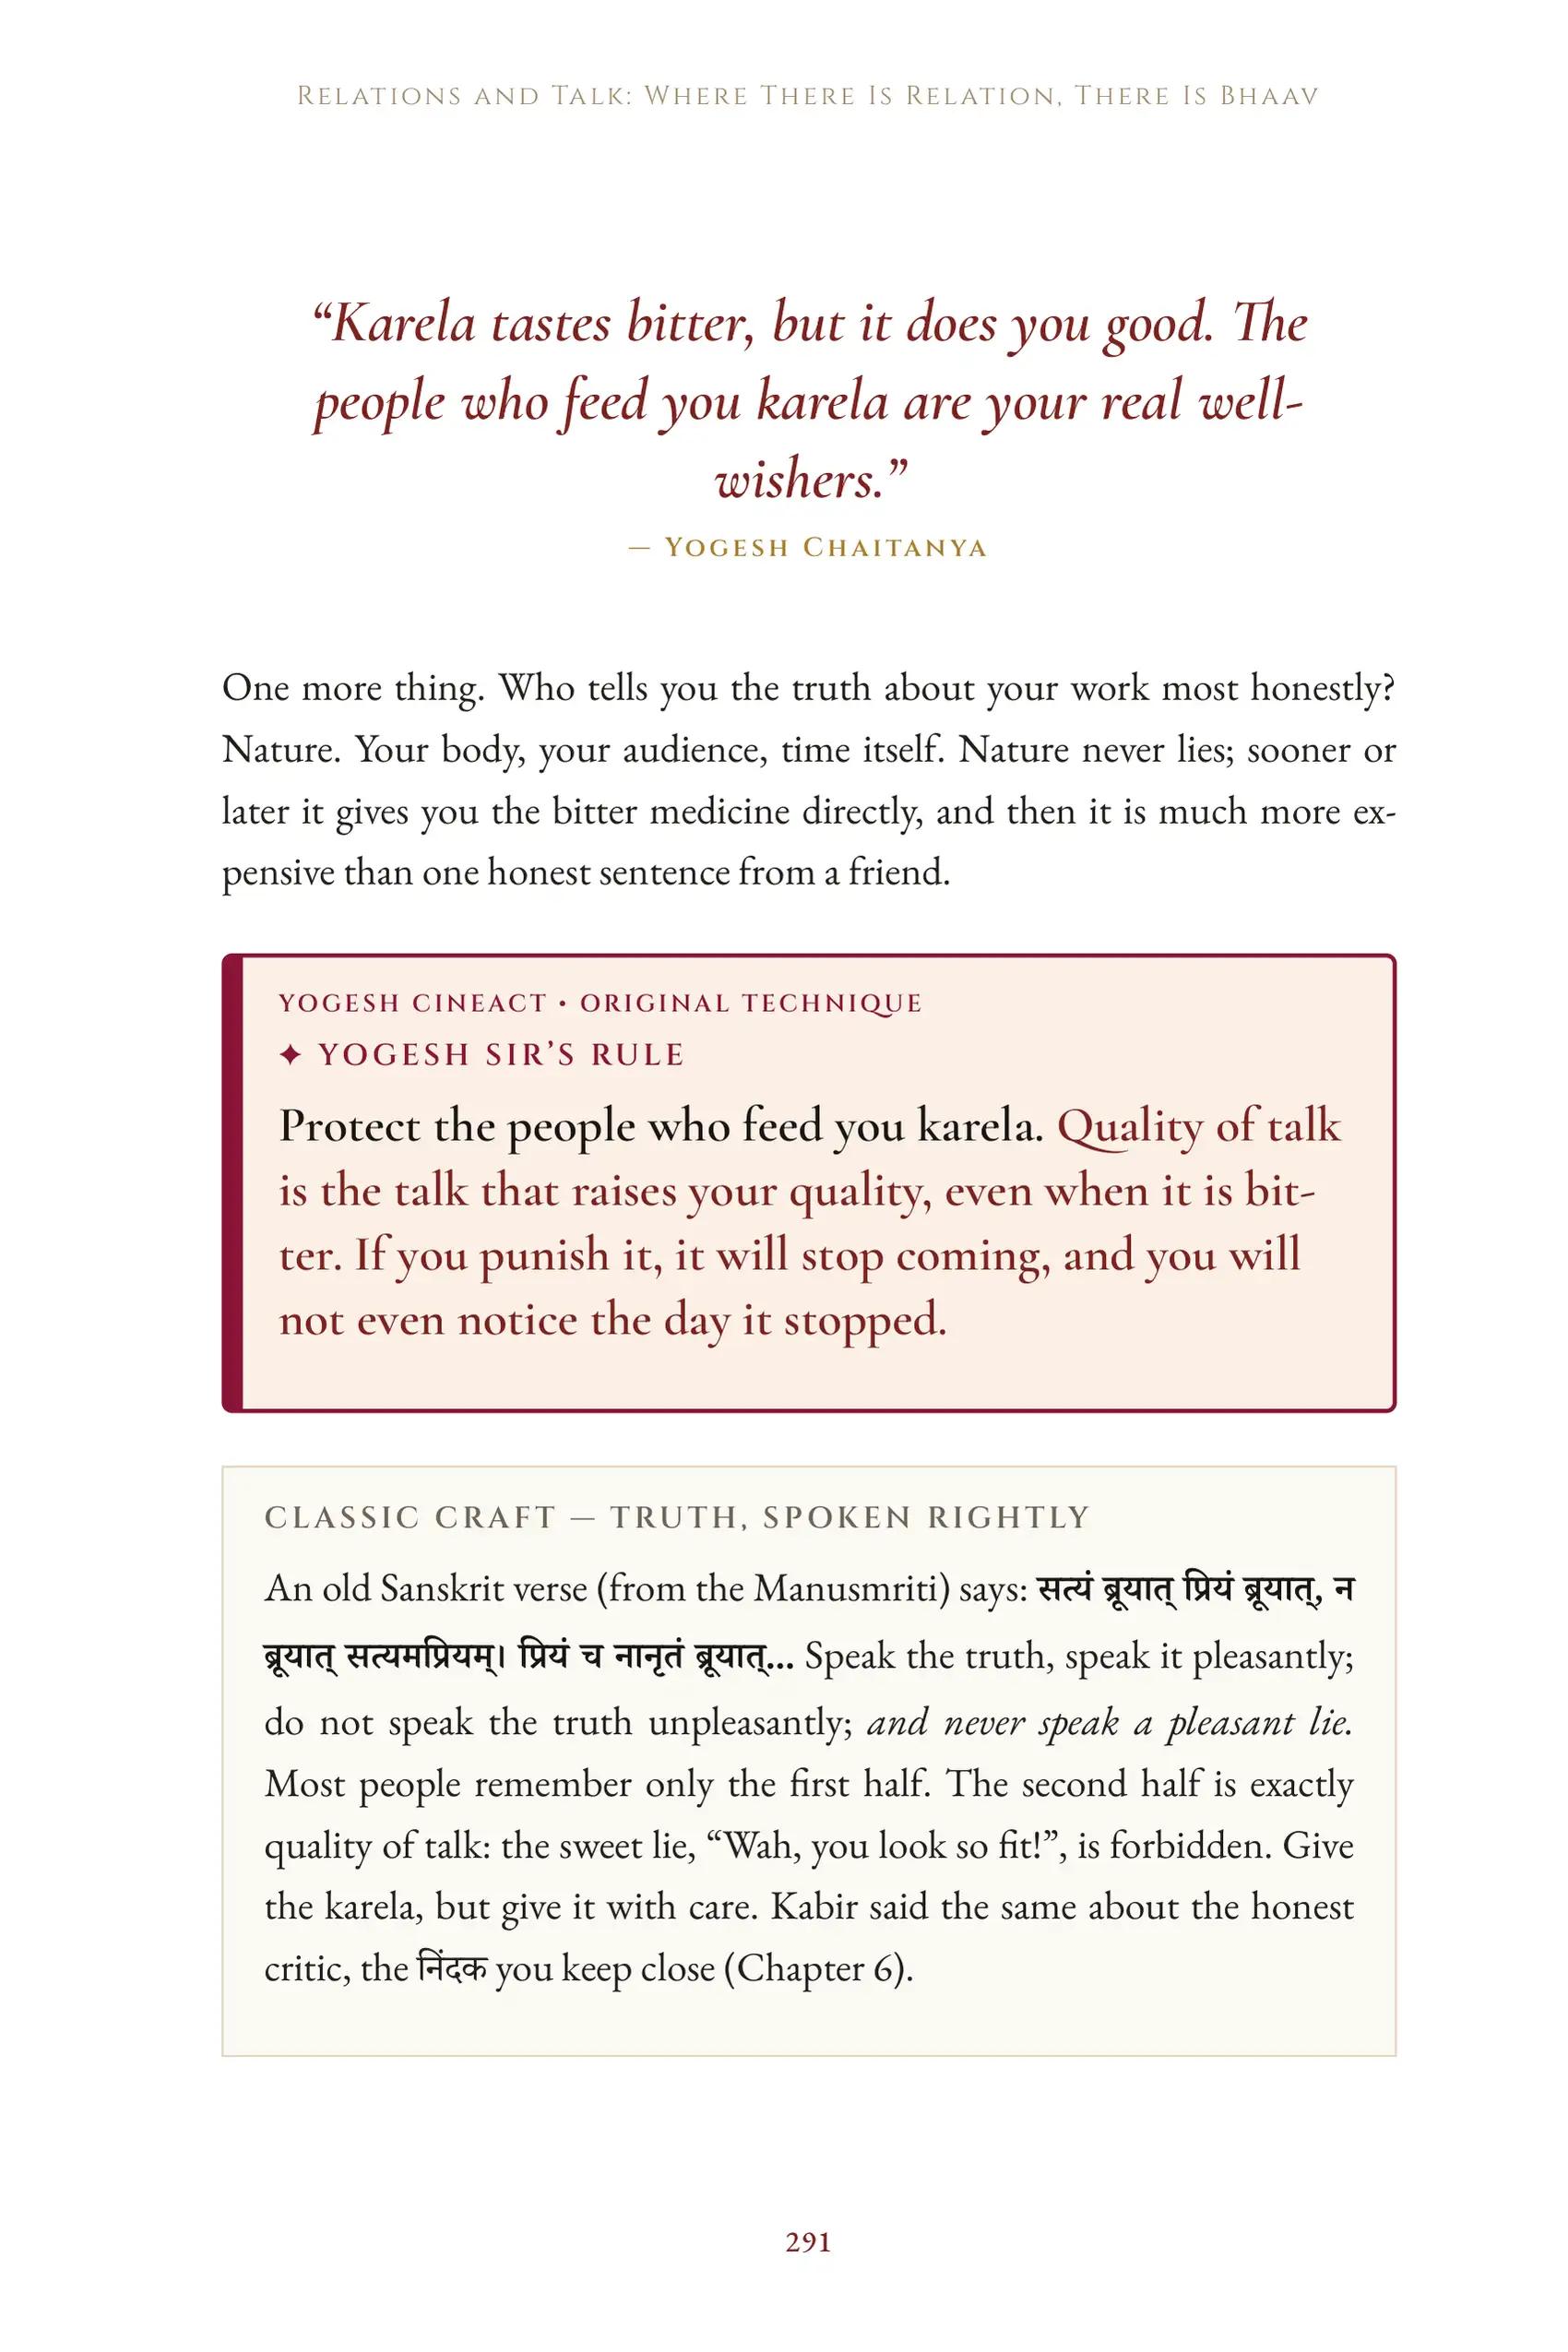 Relations and Talk: Where There Is Relation, There Is Bhaav
“Karela tastes bitter, but it does you good. The
people who feed you karela are your real well-
wishers.”
— Yogesh Chaitanya
One more thing. Who tells you the truth about your work most honestly?
Nature. Your body, your audience, time itself. Nature never lies; sooner or
later it gives you the bitter medicine directly, and then it is much more ex-
pensive than one honest sentence from a friend.
YOGESH CINEACT • ORIGINAL TECHNIQUE
✦ YOGESH SIR’S RULE
Protect the people who feed you karela. Quality of talk
is the talk that raises your quality, even when it is bit-
ter. If you punish it, it will stop coming, and you will
not even notice the day it stopped.
CLASSIC CRAFT — TRUTH, SPOKEN RIGHTLY
An old Sanskrit verse (from the Manusmriti) says: सत्यं ब्रूयात् प्रियं ब्रूयात्, न
ब्रूयात् सत्यमप्रियम्। प्रियं च नानृतं ब्रूयात्... Speak the truth, speak it pleasantly;
do not speak the truth unpleasantly; and never speak a pleasant lie.
Most people remember only the first half. The second half is exactly
quality of talk: the sweet lie, “Wah, you look so fit!”, is forbidden. Give
the karela, but give it with care. Kabir said the same about the honest
critic, the निंदक you keep close (Chapter 6).
291